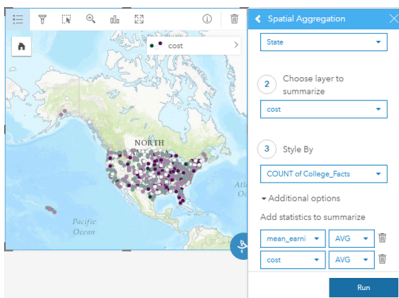 Spatial Aggregation
cost
State
2 Choose layer to
summarize
cost
3 Style By
COUNT of College_Facts
Additional options
Add statistics to summarize
mean_earni AVG
cost AVG
Run
NORTH
Pacific
Ocean